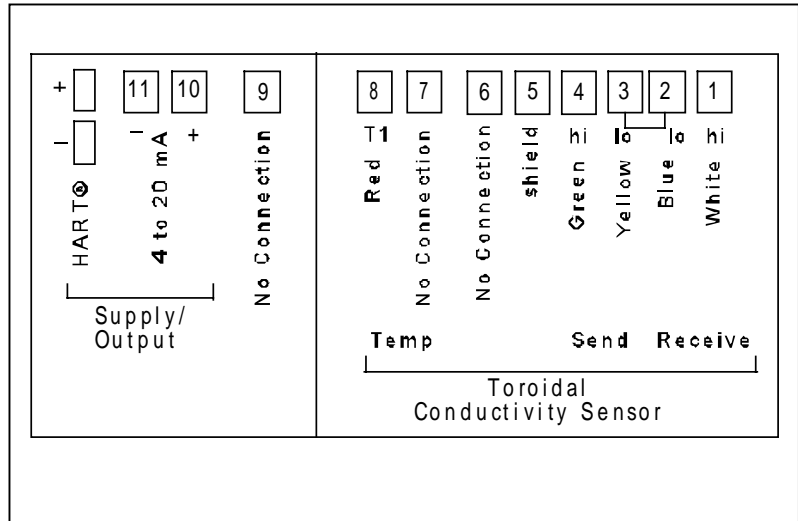 + 11 10 9 8 7 6 5 4 3 2 1
− − + T1 hi lo lo hi
HART®
4 to 20 mA
No Connection
Red
No Connection
No Connection
shield
Green
Yellow
Blue
White
Supply/
Output
Temp Send Receive
Toroidal
Conductivity Sensor